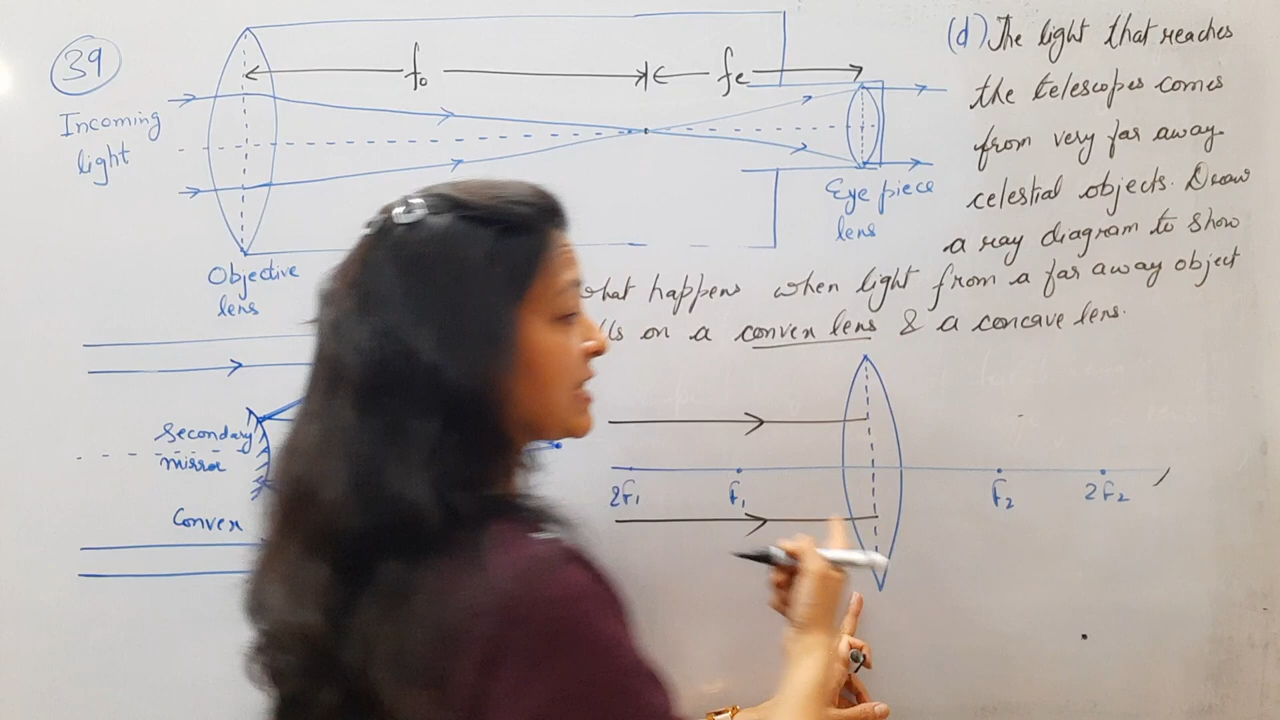 39
f₀
fe
Incoming
light
Objective
lens
Eye piece
lens
(d) The light that reaches
the telescopes comes
from very far away
celestial objects. Draw
a ray diagram to show
what happens when light from a far away object
on a convex lens & a concave lens.
Secondary
mirror
Convex
2F₁
F₁
F₂
2F₂